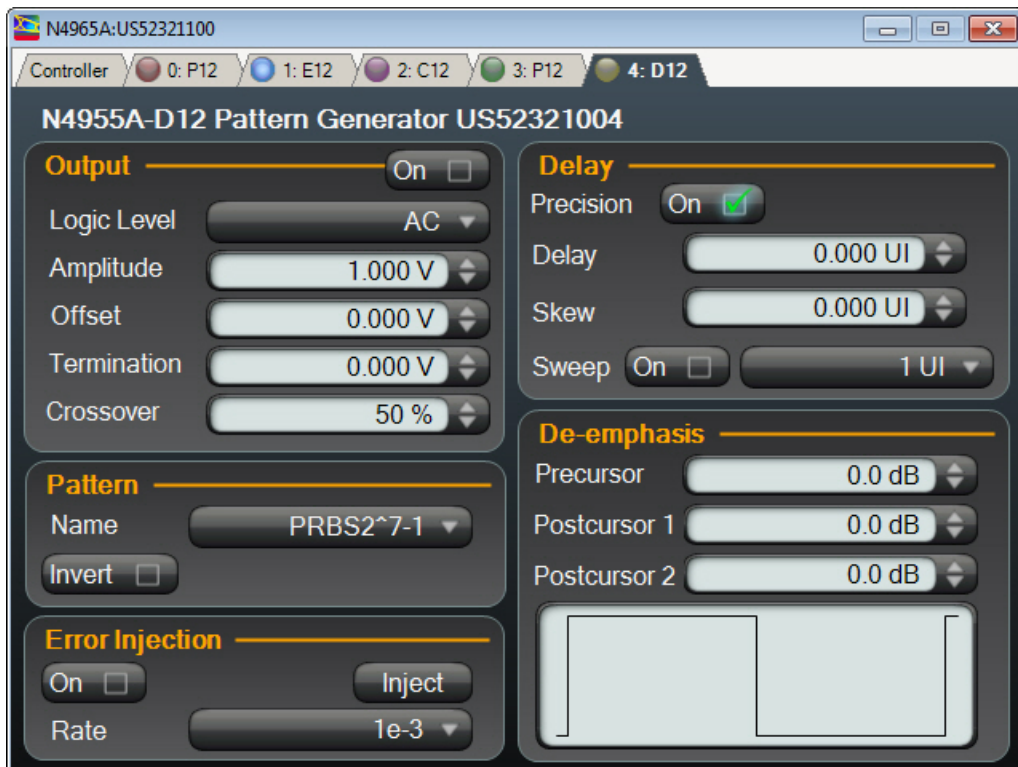 N4965A:US52321100
Controller 0: P12 1: E12 2: C12 3: P12 4: D12
N4955A-D12 Pattern Generator US52321004
Output On
Logic Level AC
Amplitude 1.000 V
Offset 0.000 V
Termination 0.000 V
Crossover 50 %
Pattern
Name PRBS2^7-1
Invert
Error Injection
On Inject
Rate 1e-3
Delay
Precision On
Delay 0.000 UI
Skew 0.000 UI
Sweep On 1 UI
De-emphasis
Precursor 0.0 dB
Postcursor 1 0.0 dB
Postcursor 2 0.0 dB